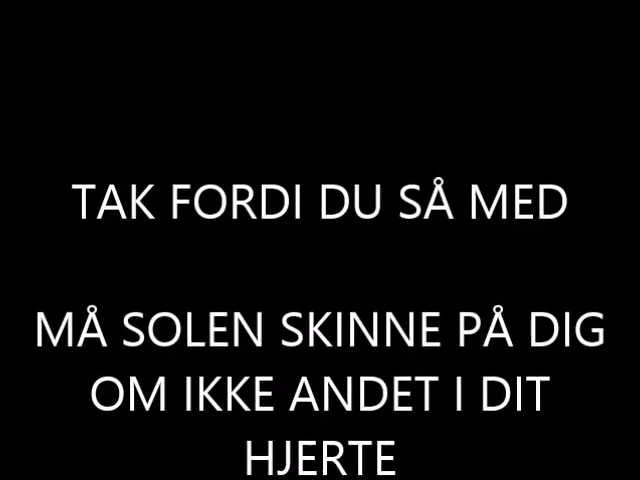 TAK FORDI DU SÅ MED
MÅ SOLEN SKINNE PÅ DIG
OM IKKE ANDET I DIT
HJERTE